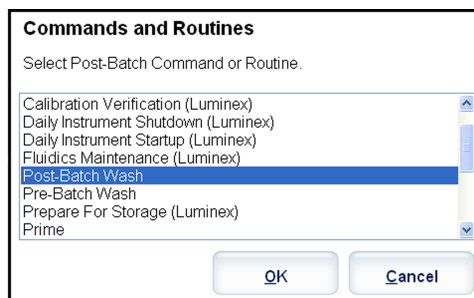 Commands and Routines
Select Post-Batch Command or Routine.
Calibration Verification (Luminex)
Daily Instrument Shutdown (Luminex)
Daily Instrument Startup (Luminex)
Fluidics Maintenance (Luminex)
Post-Batch Wash
Pre-Batch Wash
Prepare For Storage (Luminex)
Prime
OK Cancel